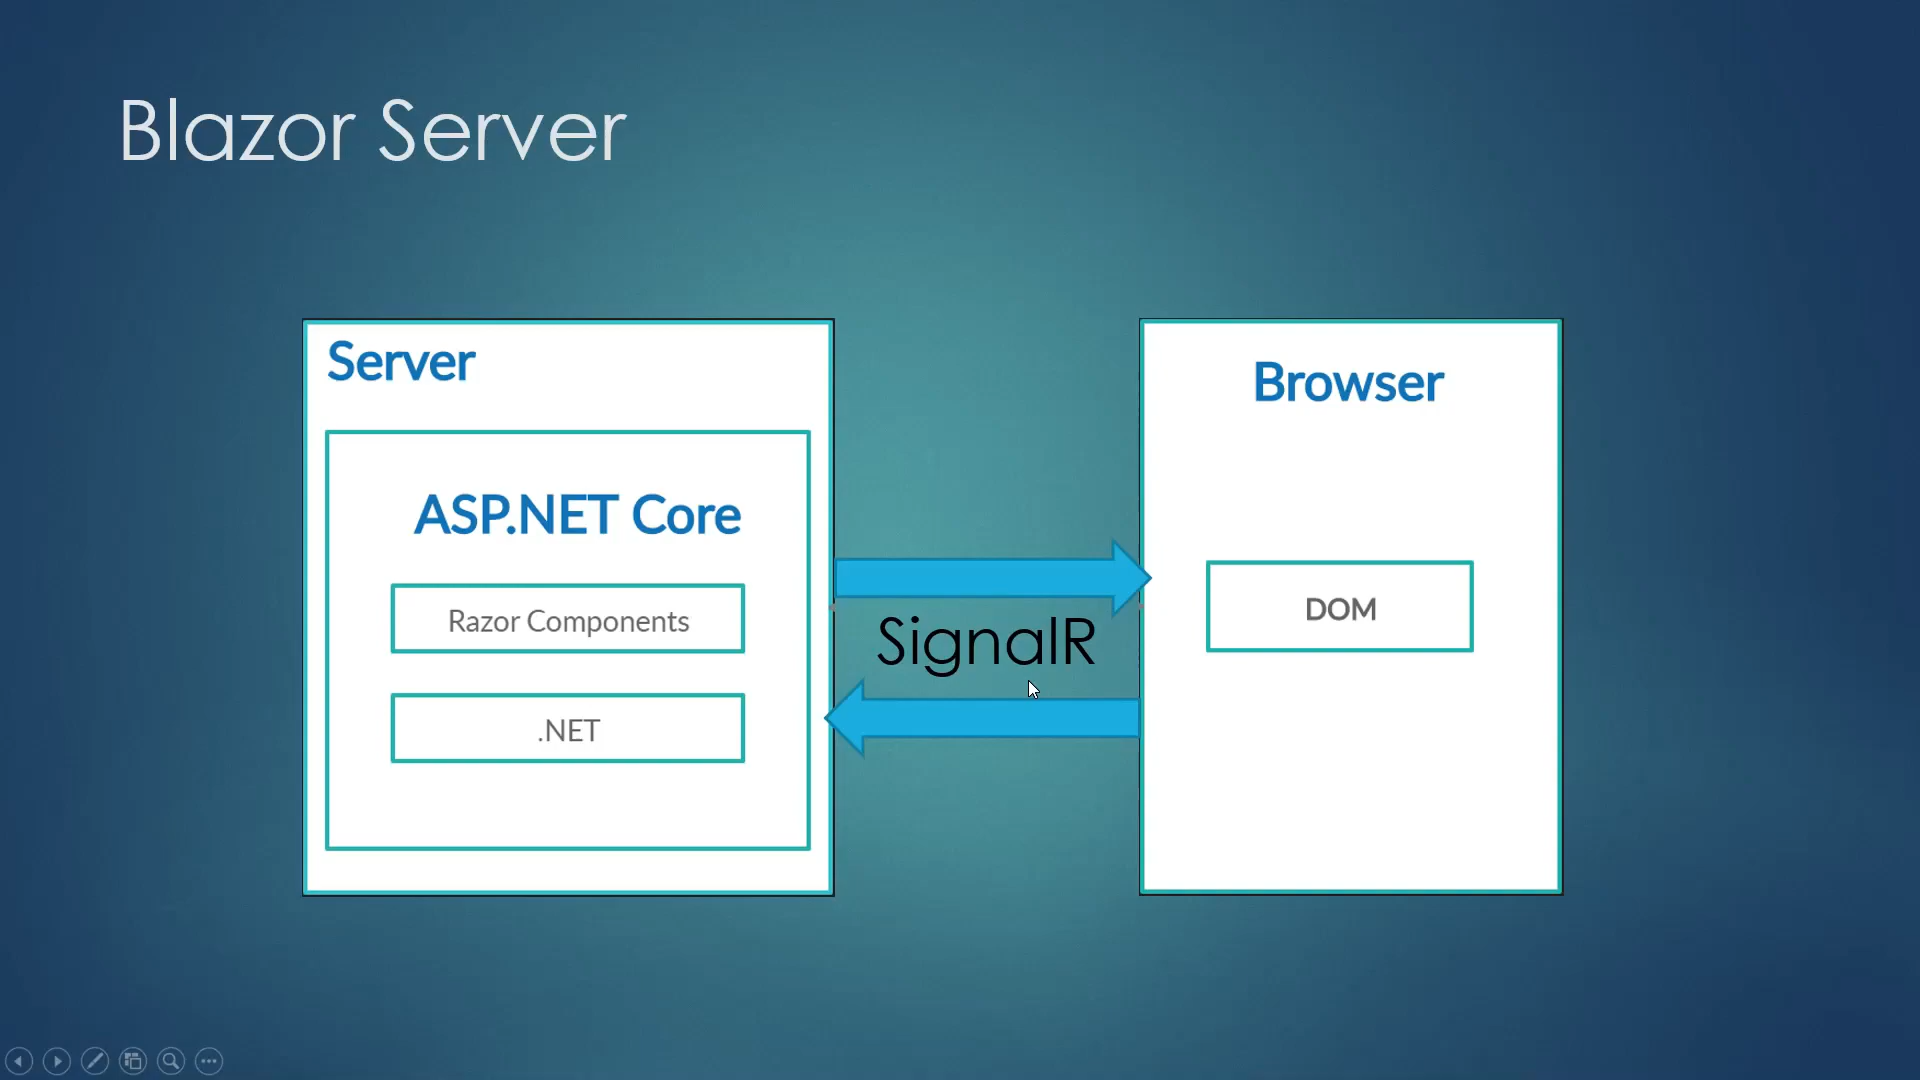 Blazor Server
Server
ASP.NET Core
Razor Components
.NET
SignalR
Browser
DOM